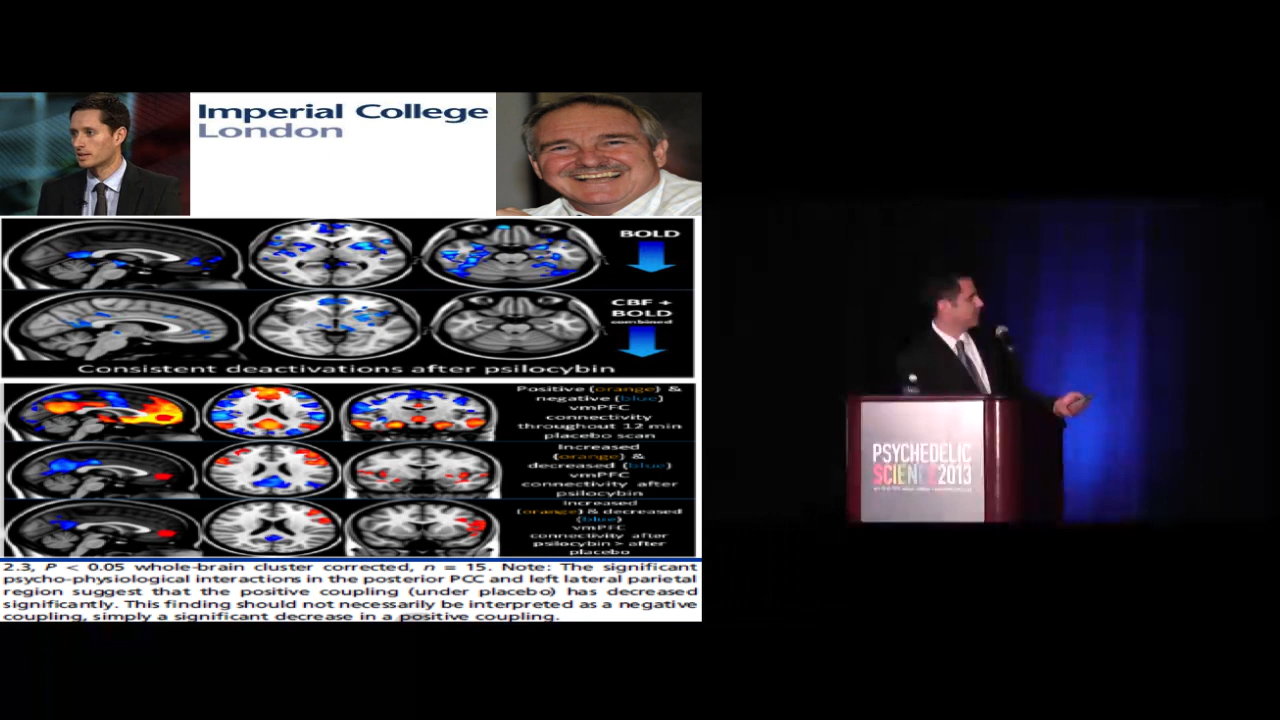 Imperial College
London
BOLD
CBF +
BOLD
combined
Consistent deactivations after psilocybin
Positive (orange) &
negative (blue)
vmPFC
connectivity
throughout 12 min
placebo scan
Increased
(orange) &
decreased (blue)
vmPFC
connectivity after
psilocybin
Increased
(orange) & decreased
(blue)
vmPFC
connectivity after
psilocybin > after
placebo
2.3, P < 0.05 whole-brain cluster corrected, n = 15. Note: The significant
psycho-physiological interactions in the posterior PCC and left lateral parietal
region suggest that the positive coupling (under placebo) has decreased
significantly. This finding should not necessarily be interpreted as a negative
coupling, simply a significant decrease in a positive coupling.
PSYCHEDELIC
SCIENCE 2013